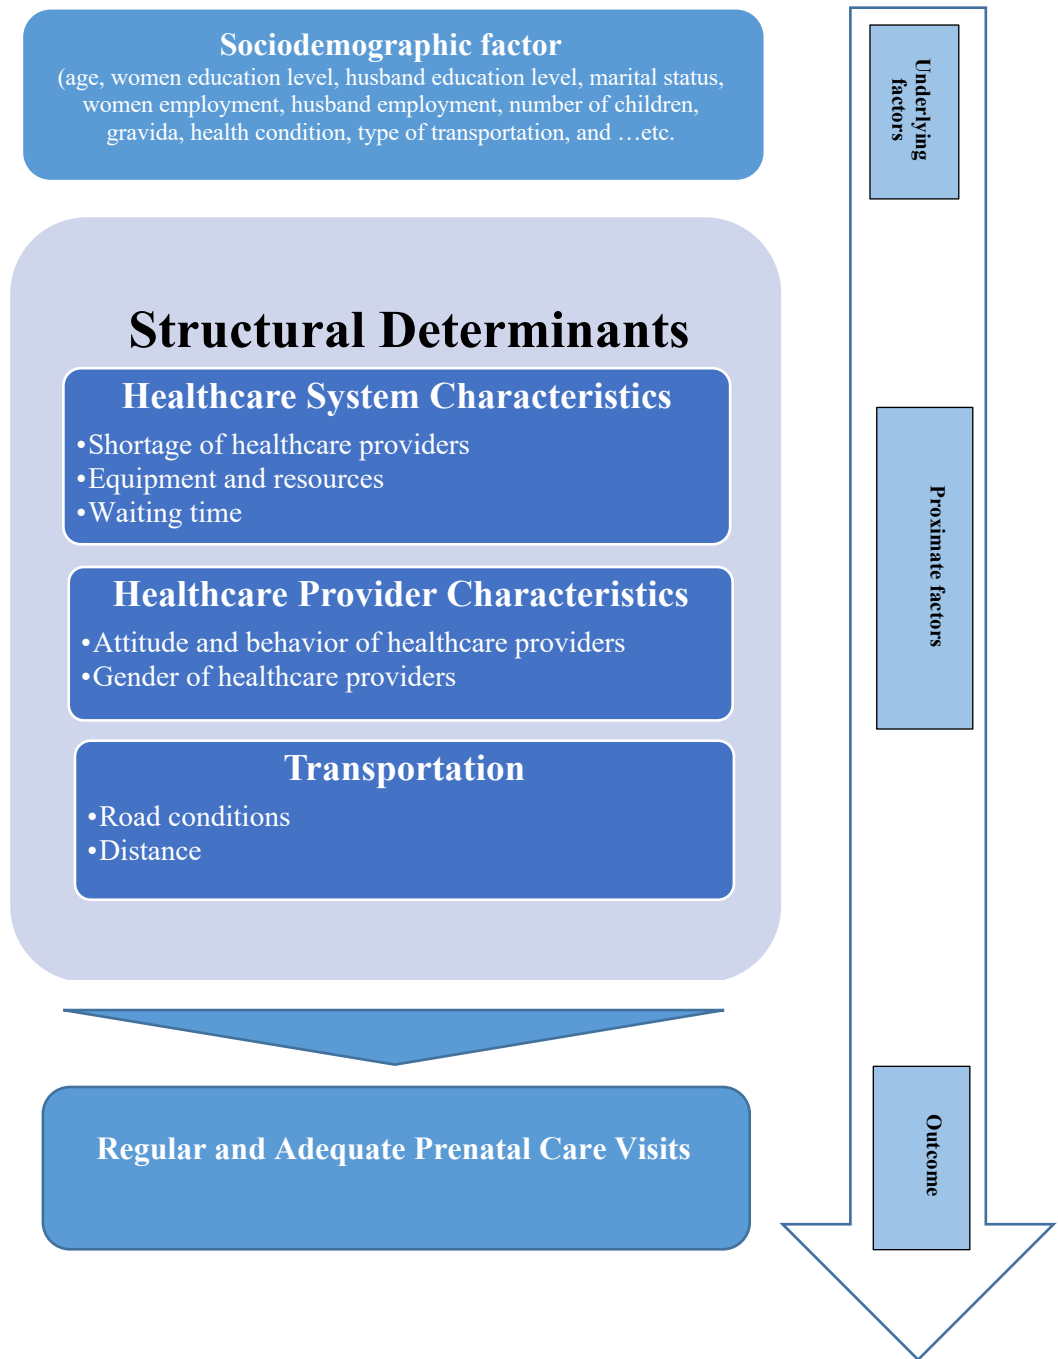 Sociodemographic factor
(age, women education level, husband education level, marital status,
women employment, husband employment, number of children,
gravida, health condition, type of transportation, and …etc.
Underlying
factors
Structural Determinants
Healthcare System Characteristics
•Shortage of healthcare providers
•Equipment and resources
•Waiting time
Healthcare Provider Characteristics
•Attitude and behavior of healthcare providers
•Gender of healthcare providers
Transportation
•Road conditions
•Distance
Proximate factors
Regular and Adequate Prenatal Care Visits
Outcome